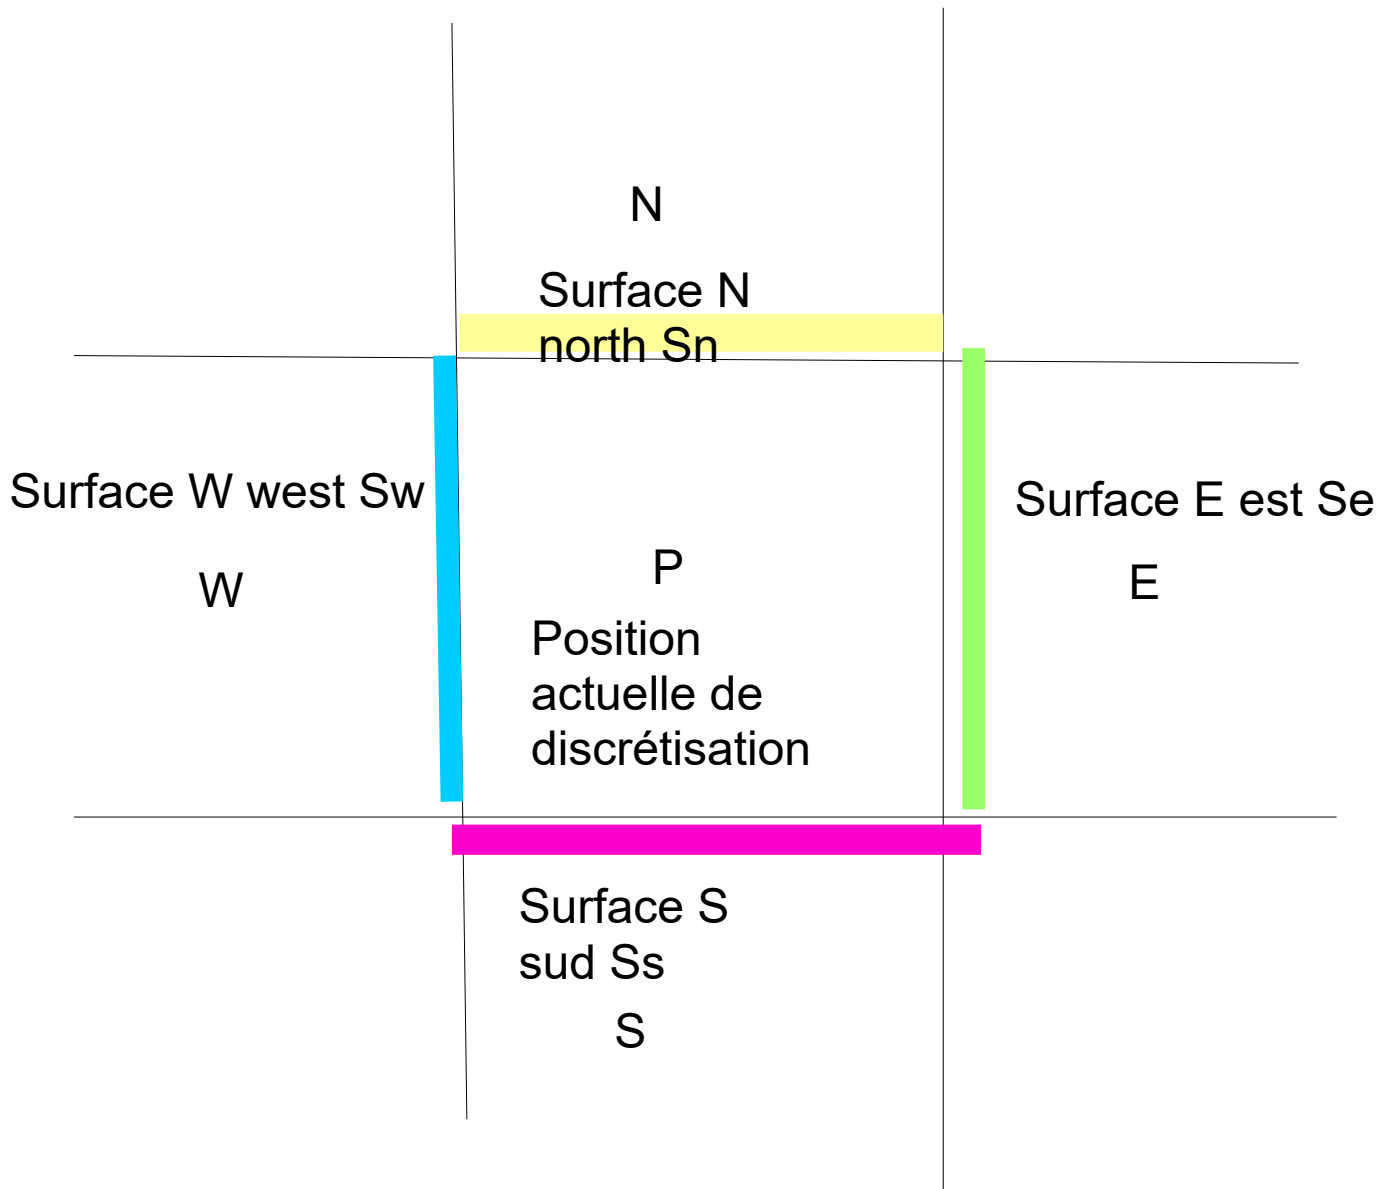 N
Surface N
north Sn
Surface W west Sw
Surface E est Se
W
P
E
Position
actuelle de
discrétisation
Surface S
sud Ss
S